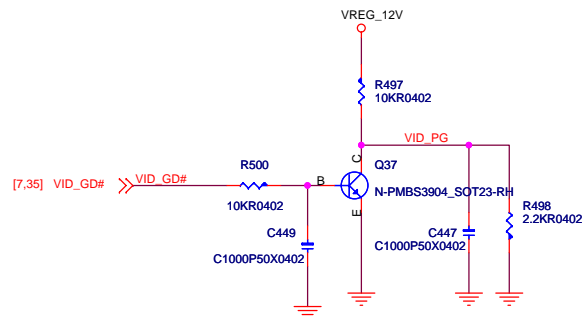 VREG_12V
R497
10KR0402
VID_PG
C
Q37
R500
[7,35] VID_GD#
VID_GD#
B
N-PMBS3904_SOT23-RH
10KR0402
E
R498
2.2KR0402
C449
C1000P50X0402
C447
C1000P50X0402